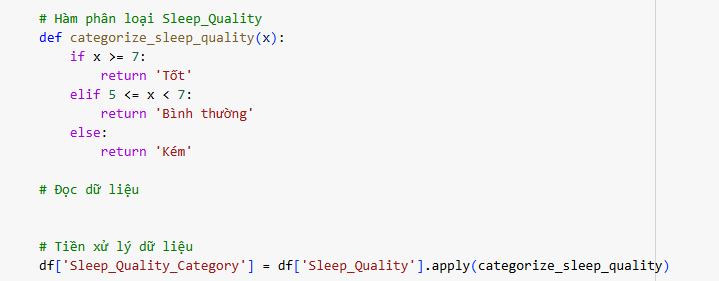 # Hàm phân loại Sleep_Quality
def categorize_sleep_quality(x):
    if x >= 7:
        return 'Tốt'
    elif 5 <= x < 7:
        return 'Bình thường'
    else:
        return 'Kém'
# Đọc dữ liệu
# Tiền xử lý dữ liệu
df['Sleep_Quality_Category'] = df['Sleep_Quality'].apply(categorize_sleep_quality)